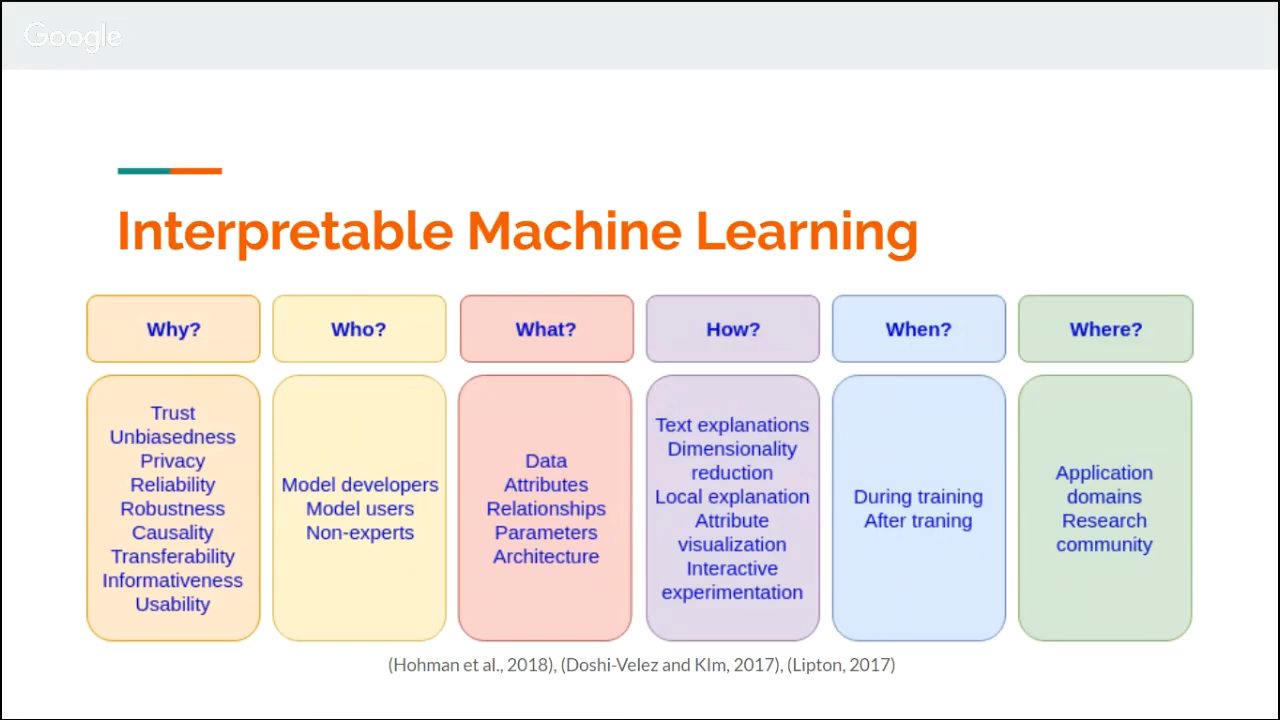 Google
Interpretable Machine Learning
Why?
Who?
What?
How?
When?
Where?
Trust
Unbiasedness
Privacy
Reliability
Robustness
Causality
Transferability
Informativeness
Usability
Model developers
Model users
Non-experts
Data
Attributes
Relationships
Parameters
Architecture
Text explanations
Dimensionality
reduction
Local explanation
Attribute
visualization
Interactive
experimentation
During training
After traning
Application
domains
Research
community
(Hohman et al., 2018), (Doshi-Velez and KIm, 2017), (Lipton, 2017)